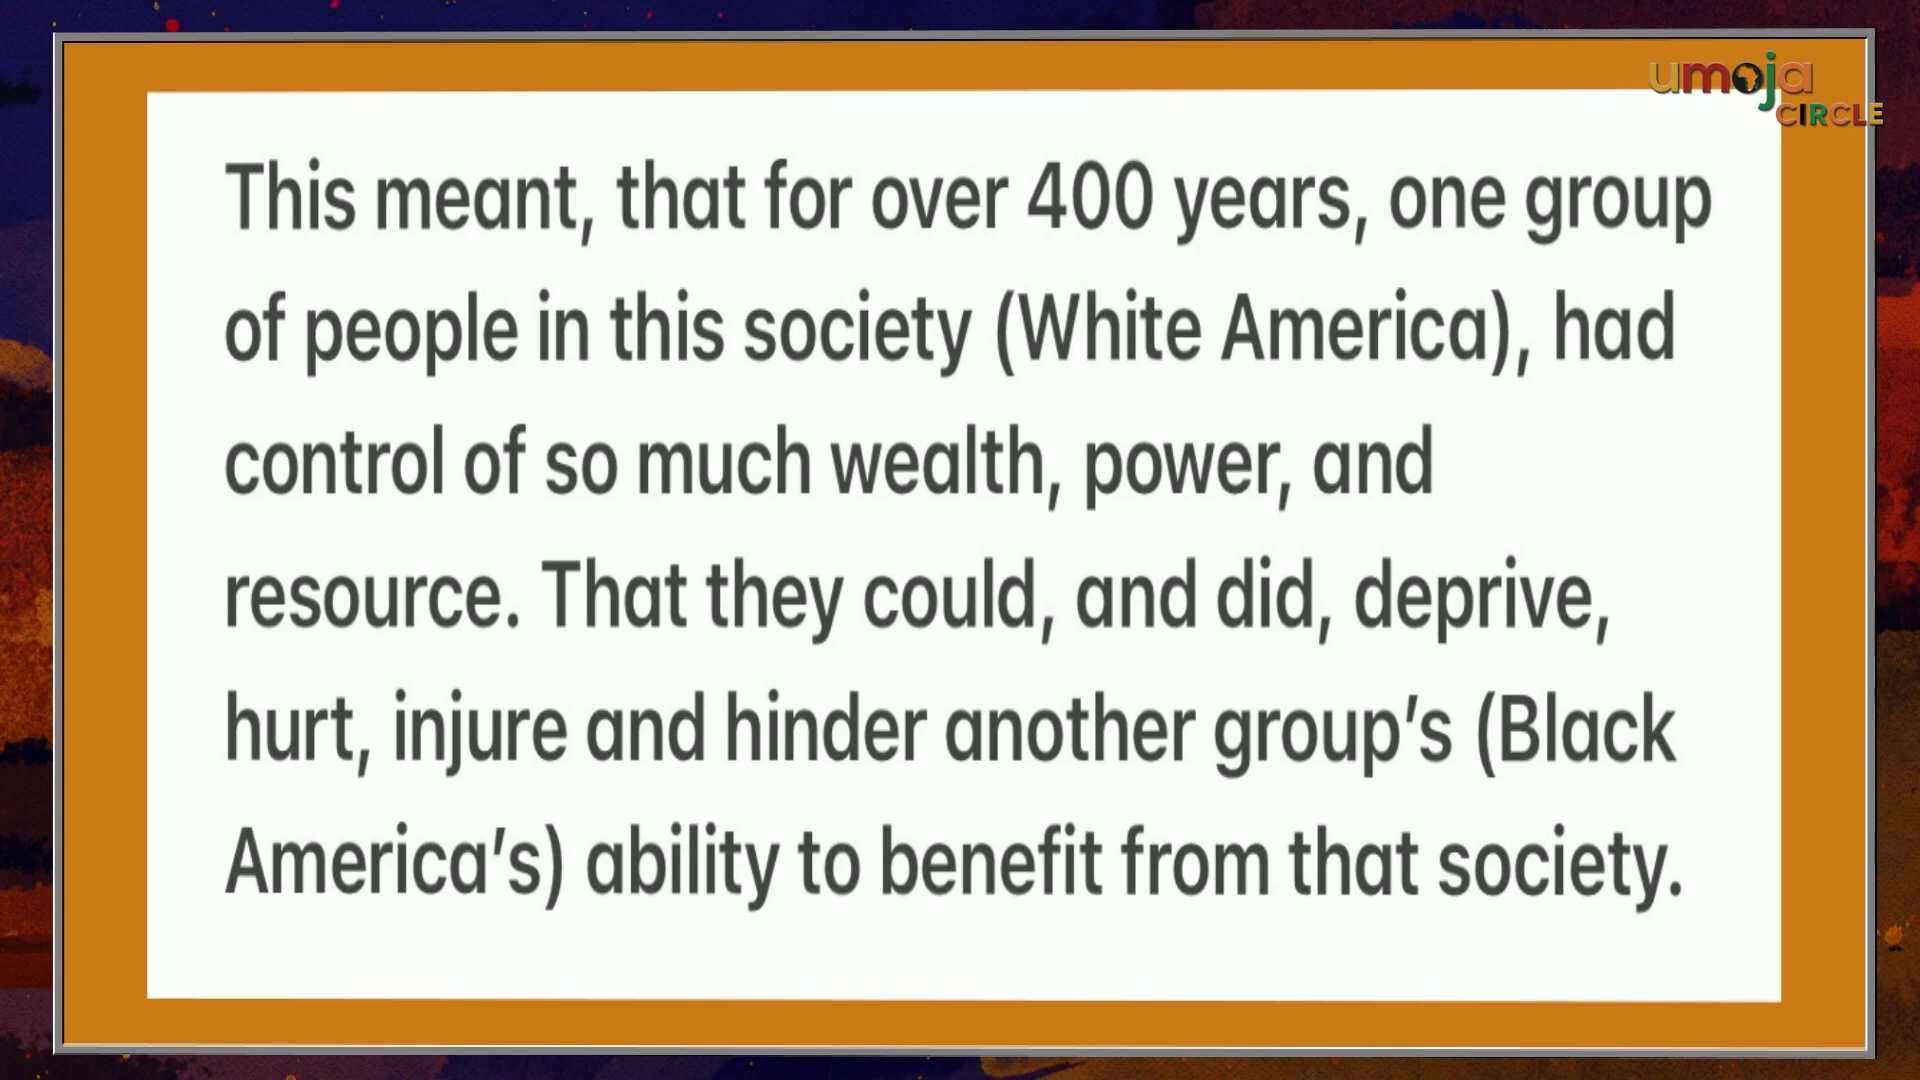 umoja
CIRCLE
This meant, that for over 400 years, one group
of people in this society (White America), had
control of so much wealth, power, and
resource. That they could, and did, deprive,
hurt, injure and hinder another group's (Black
America's) ability to benefit from that society.